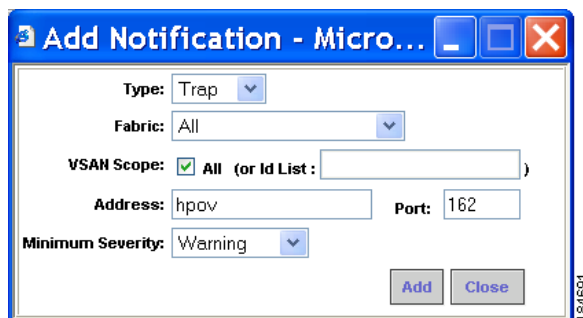 Add Notification - Micro...
Type: Trap
Fabric: All
VSAN Scope: All (or Id List : )
Address: hpov Port: 162
Minimum Severity: Warning
Add Close
184691